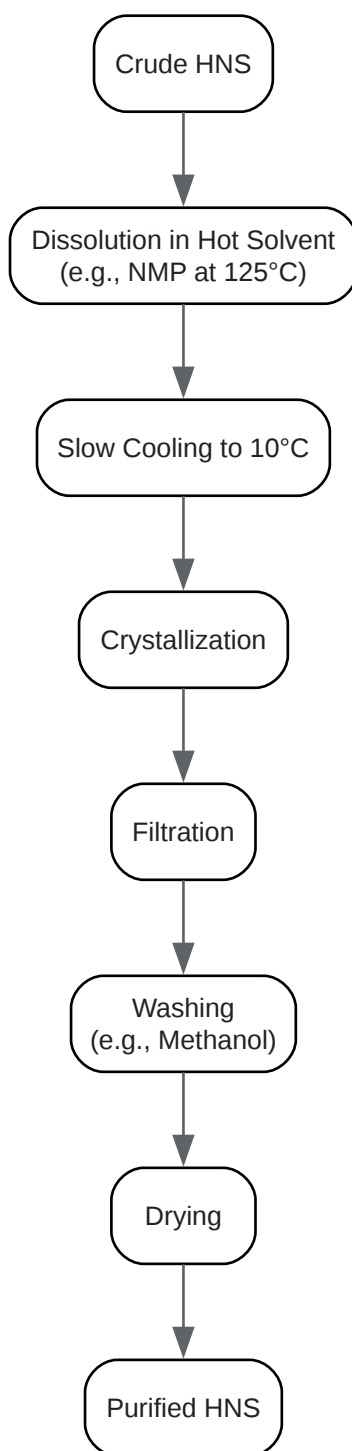 Crude HNS
Dissolution in Hot Solvent
(e.g., NMP at 125°C)
Slow Cooling to 10°C
Crystallization
Filtration
Washing
(e.g., Methanol)
Drying
Purified HNS